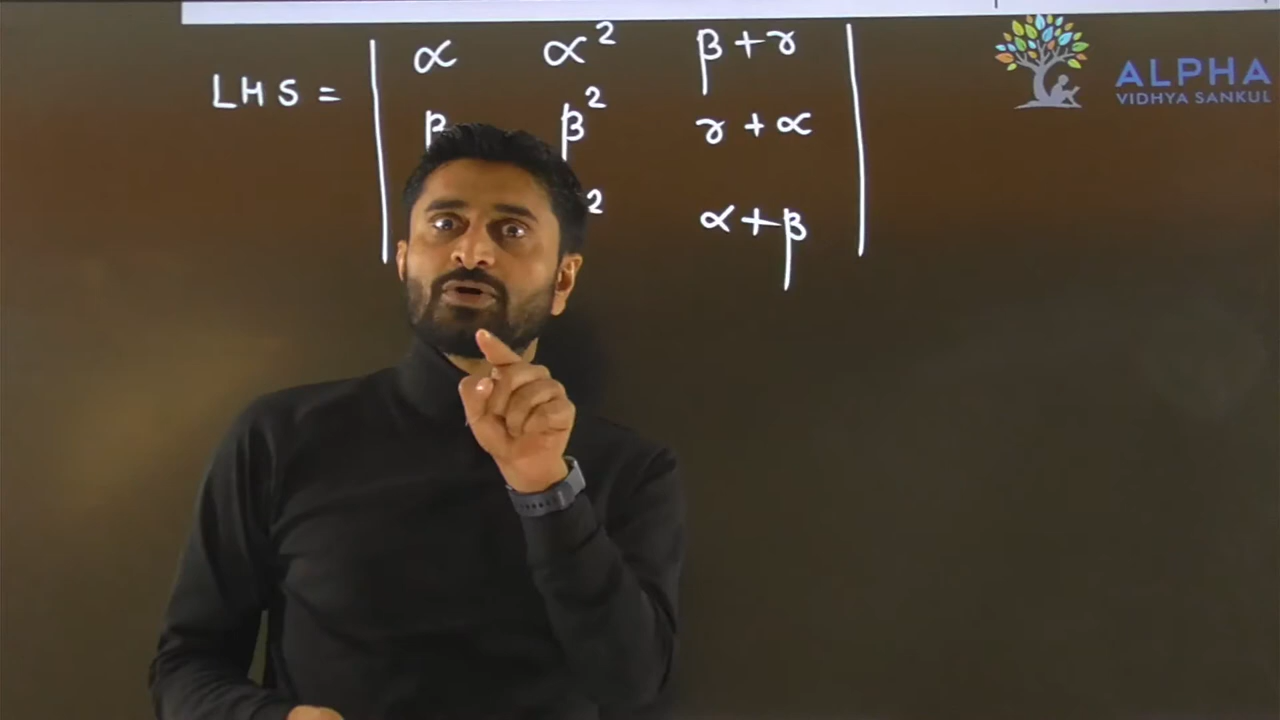 LHS = | α α² β+γ |
β β² γ+α
² α+β
ALPHA
VIDHYA SANKUL